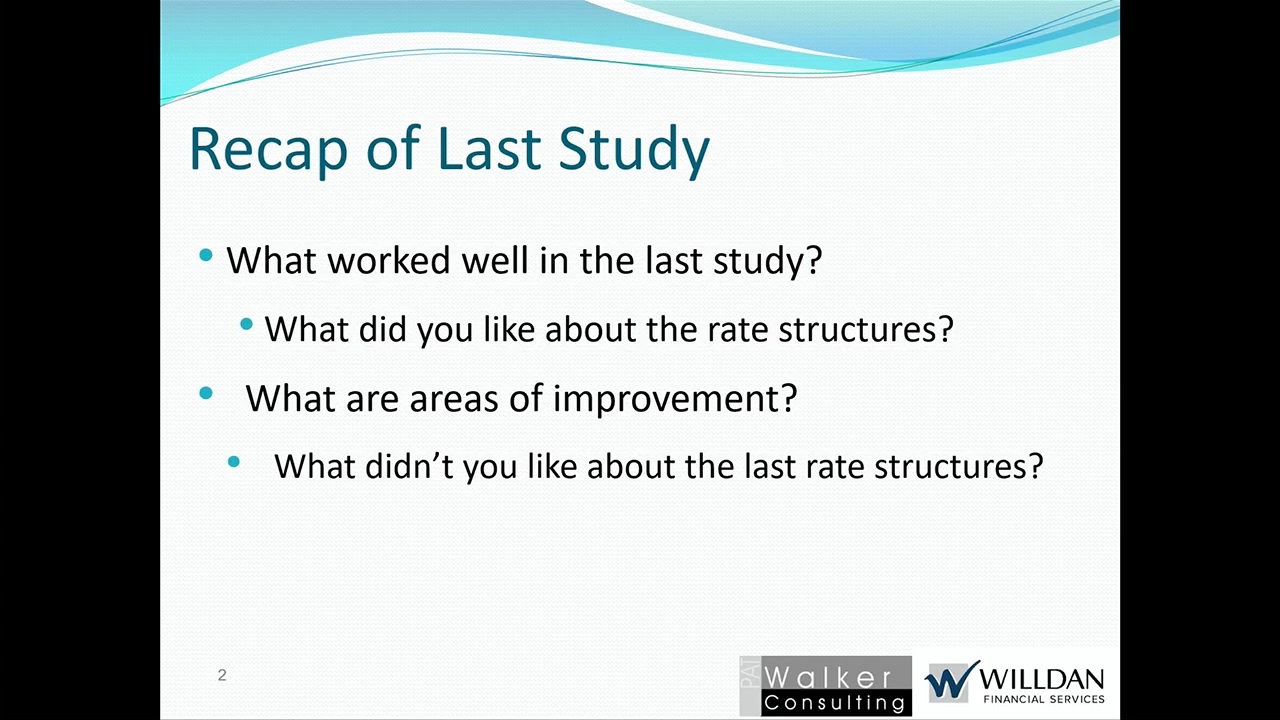 Recap of Last Study
• What worked well in the last study?
• What did you like about the rate structures?
• What are areas of improvement?
• What didn’t you like about the last rate structures?
2
PAT
Walker
Consulting
WILLDAN
FINANCIAL SERVICES